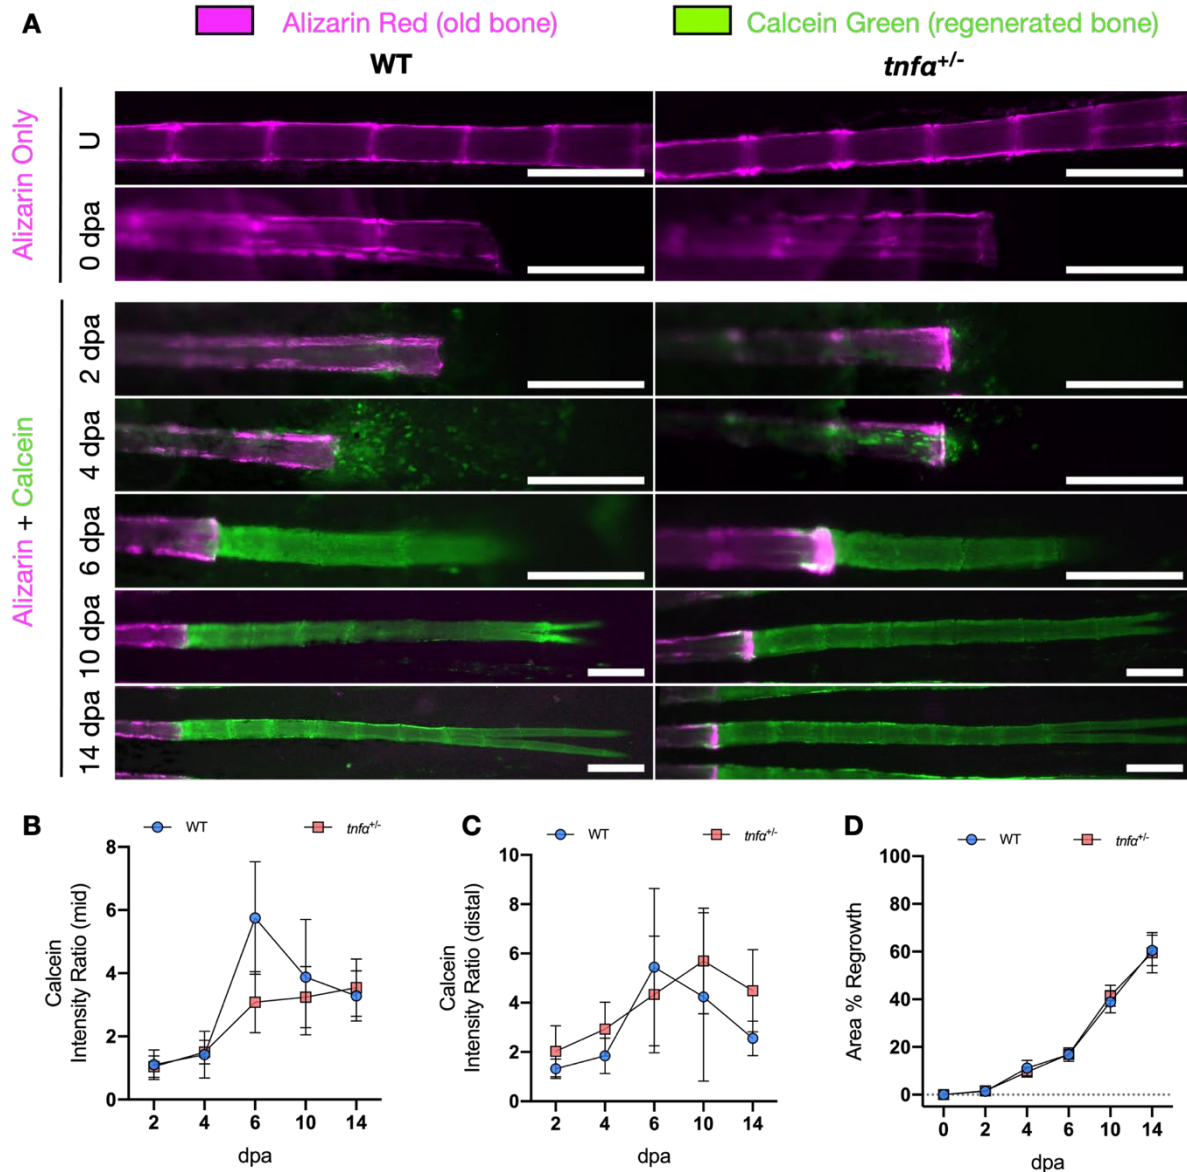 A
Alizarin Red (old bone)
Calcein Green (regenerated bone)
WT
tnfα+/-
Alizarin Only
U
0 dpa
Alizarin + Calcein
2 dpa
4 dpa
6 dpa
10 dpa
14 dpa
B
WT
tnfα+/-
Calcein
Intensity Ratio (mid)
8
6
4
2
0
2 4 6 10 14
dpa
C
WT
tnfα+/-
Calcein
Intensity Ratio (distal)
10
8
6
4
2
0
2 4 6 10 14
dpa
D
WT
tnfα+/-
Area % Regrowth
100
80
60
40
20
0
0 2 4 6 10 14
dpa